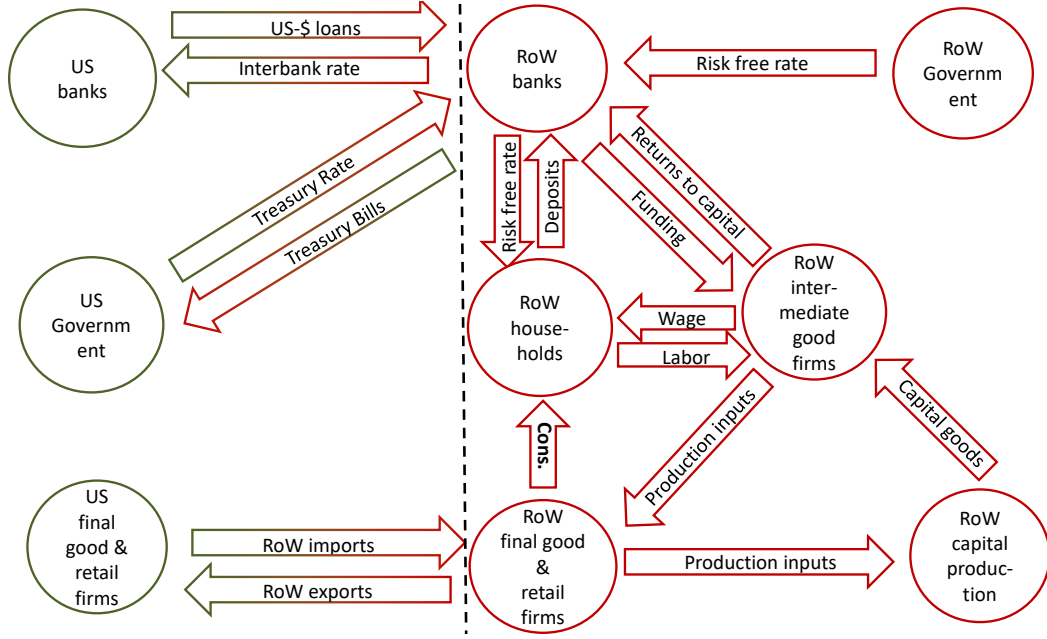 US-$ loans
Interbank rate
US
banks
RoW
banks
Risk free rate
RoW
Governm
ent
Treasury Rate
Treasury Bills
Risk free rate
Deposits
Returns to capital
Funding
US
Governm
ent
RoW
house-
holds
Wage
Labor
RoW
inter-
mediate
good
firms
Cons.
Production inputs
Capital goods
US
final
good &
retail
firms
RoW imports
RoW exports
RoW
final good
&
retail
firms
Production inputs
RoW
capital
produc-
tion